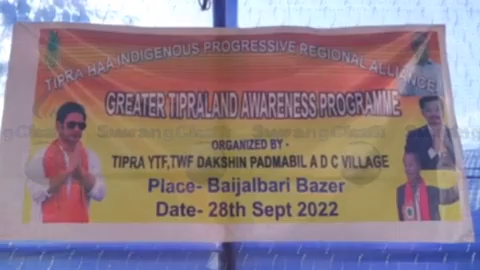 TIPRA HAA INDIGENOUS PROGRESSIVE REGIONAL ALLIANCE
GREATER TIPRALAND AWARENESS PROGRAMME
ORGANIZED BY -
TIPRA YTF,TWF DAKSHIN PADMABIL A D C VILLAGE
Place- Baijalbari Bazer
Date- 28th Sept 2022